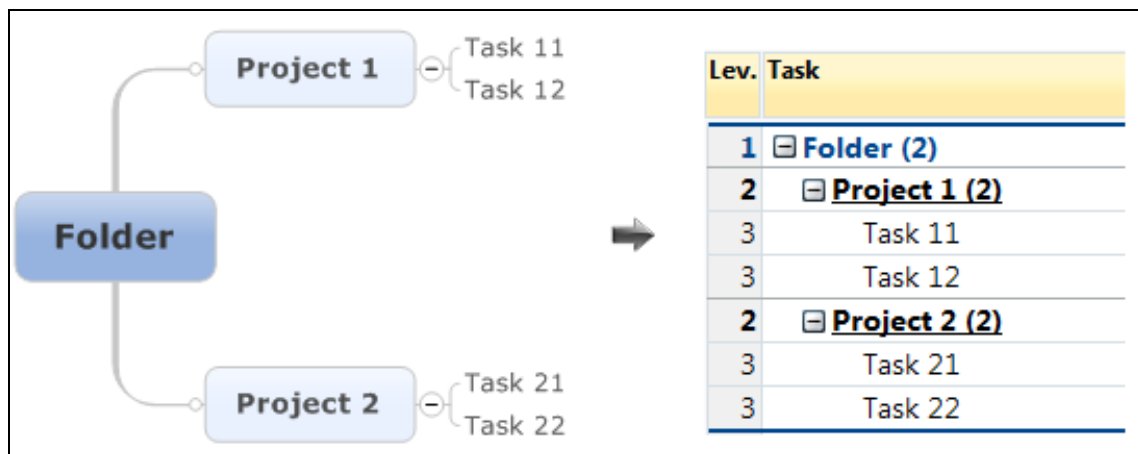 Project 1
Task 11
Task 12
Folder
Project 2
Task 21
Task 22
Lev. Task
1 Folder (2)
2 Project 1 (2)
3 Task 11
3 Task 12
2 Project 2 (2)
3 Task 21
3 Task 22